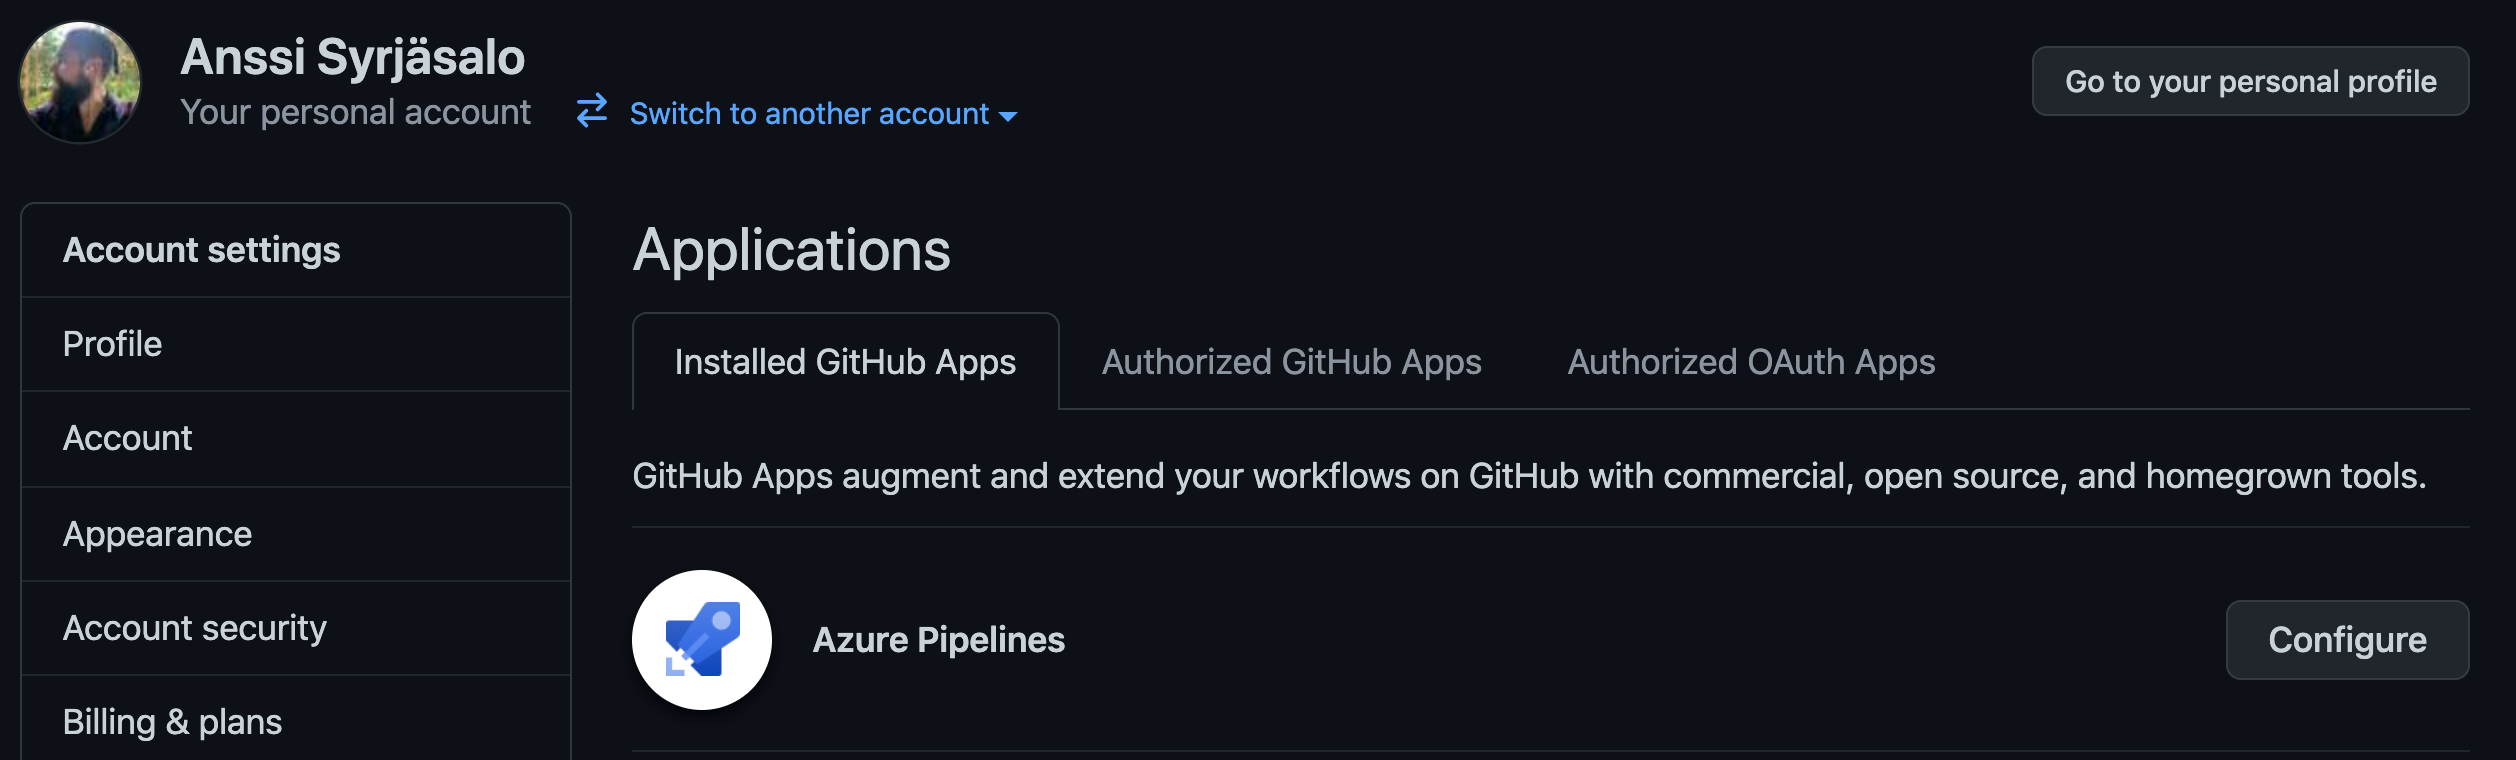 Anssi Syrjäsalo
Your personal account
Switch to another account
Go to your personal profile
Account settings
Profile
Account
Appearance
Account security
Billing & plans
Applications
Installed GitHub Apps
Authorized GitHub Apps
Authorized OAuth Apps
GitHub Apps augment and extend your workflows on GitHub with commercial, open source, and homegrown tools.
Azure Pipelines
Configure